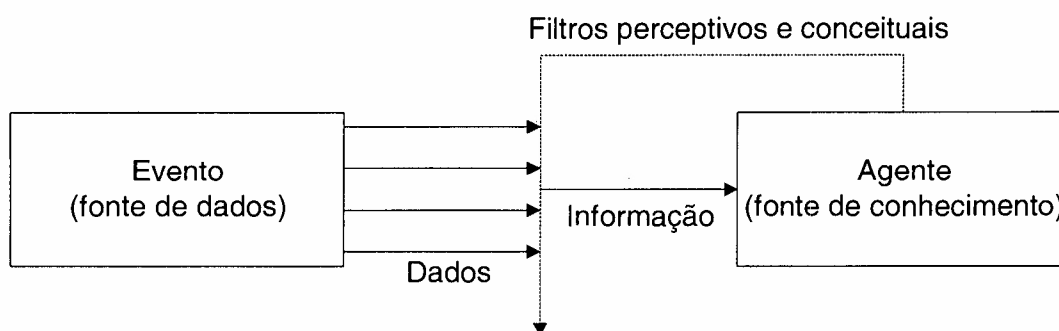 Filtros perceptivos e conceituais
Evento
(fonte de dados)
Dados
Informação
Agente
(fonte de conhecimento)